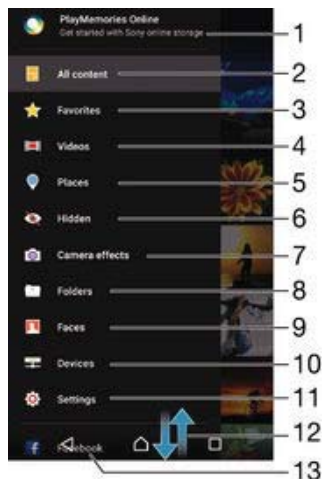 PlayMemories Online
Get started with Sony online storage
1
All content
2
Favorites
3
Videos
4
Places
5
Hidden
6
Camera effects
7
Folders
8
Faces
9
Devices
10
Settings
11
12
Facebook
13